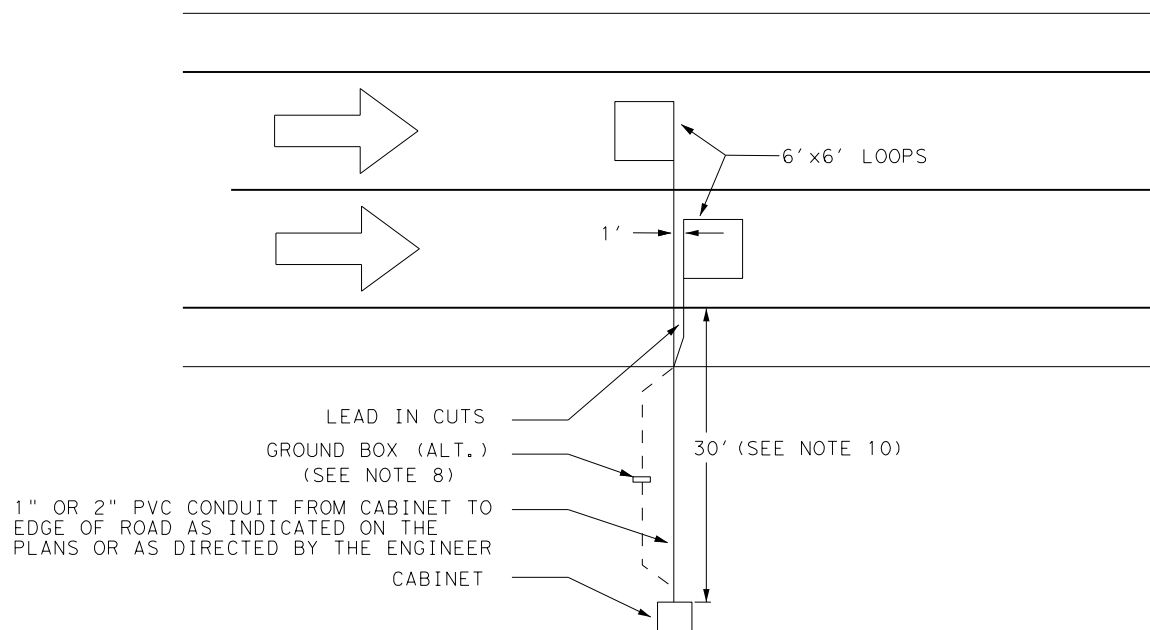 6'x6' LOOPS
1'
LEAD IN CUTS
GROUND BOX (ALT.)
(SEE NOTE 8)
30' (SEE NOTE 10)
1" OR 2" PVC CONDUIT FROM CABINET TO
EDGE OF ROAD AS INDICATED ON THE
PLANS OR AS DIRECTED BY THE ENGINEER
CABINET